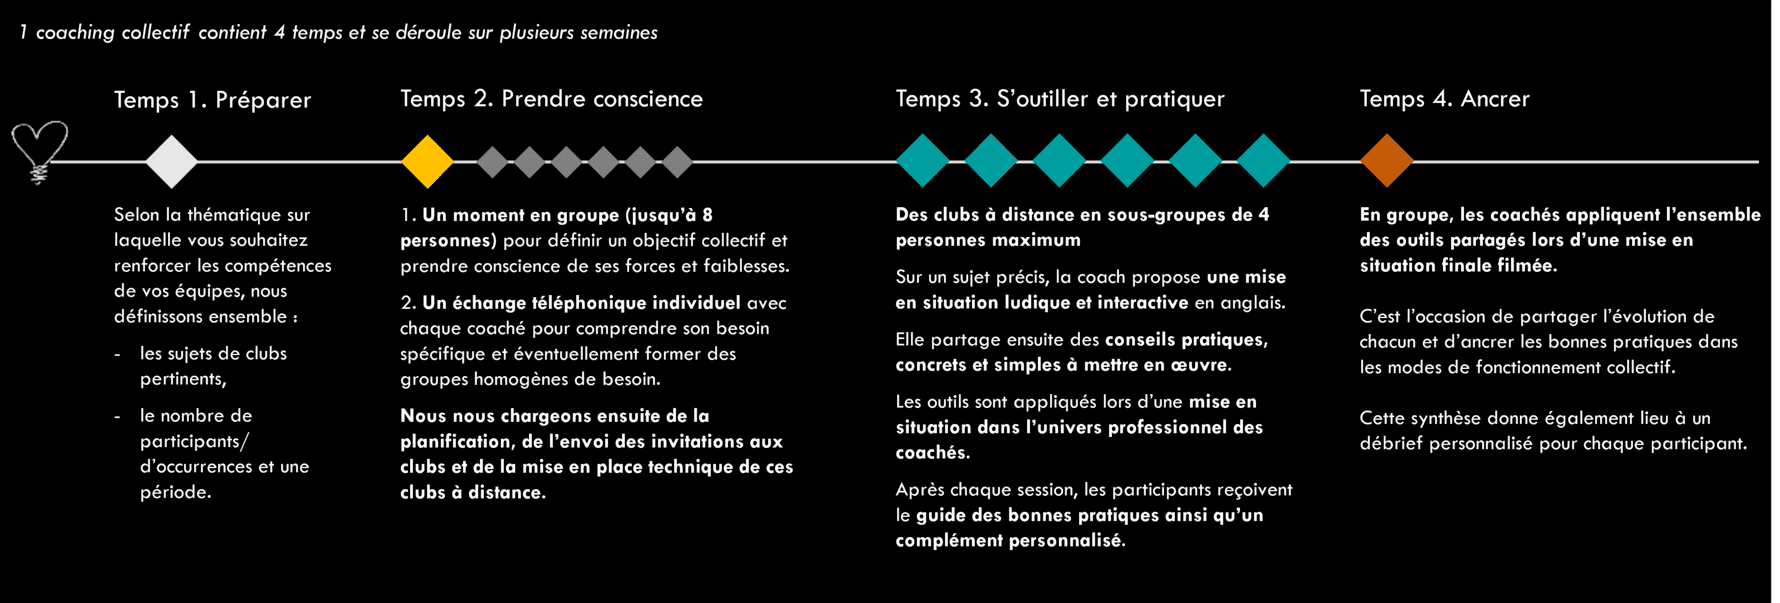 1 coaching collectif contient 4 temps et se déroule sur plusieurs semaines
Temps 1. Préparer
Selon la thématique sur
laquelle vous souhaitez
renforcer les compétences
de vos équipes, nous
définissons ensemble :
- les sujets de clubs
pertinents,
- le nombre de
participants/
d'occurrences et une
période.
Temps 2. Prendre conscience
1. Un moment en groupe (jusqu'à 8
personnes) pour définir un objectif collectif et
prendre conscience de ses forces et faiblesses.
2. Un échange téléphonique individuel avec
chaque coaché pour comprendre son besoin
spécifique et éventuellement former des
groupes homogènes de besoin.
Nous nous chargeons ensuite de la
planification, de l'envoi des invitations aux
clubs et de la mise en place technique de ces
clubs à distance.
Temps 3. S'outiller et pratiquer
Des clubs à distance en sous-groupes de 4
personnes maximum
Sur un sujet précis, la coach propose une mise
en situation ludique et interactive en anglais.
Elle partage ensuite des conseils pratiques,
concrets et simples à mettre en œuvre.
Les outils sont appliqués lors d'une mise en
situation dans l'univers professionnel des
coachés.
Après chaque session, les participants reçoivent
le guide des bonnes pratiques ainsi qu'un
complément personnalisé.
Temps 4. Ancrer
En groupe, les coachés appliquent l'ensemble
des outils partagés lors d'une mise en
situation finale filmée.
C'est l'occasion de partager l'évolution de
chacun et d'ancrer les bonnes pratiques dans
les modes de fonctionnement collectif.
Cette synthèse donne également lieu à un
débrief personnalisé pour chaque participant.